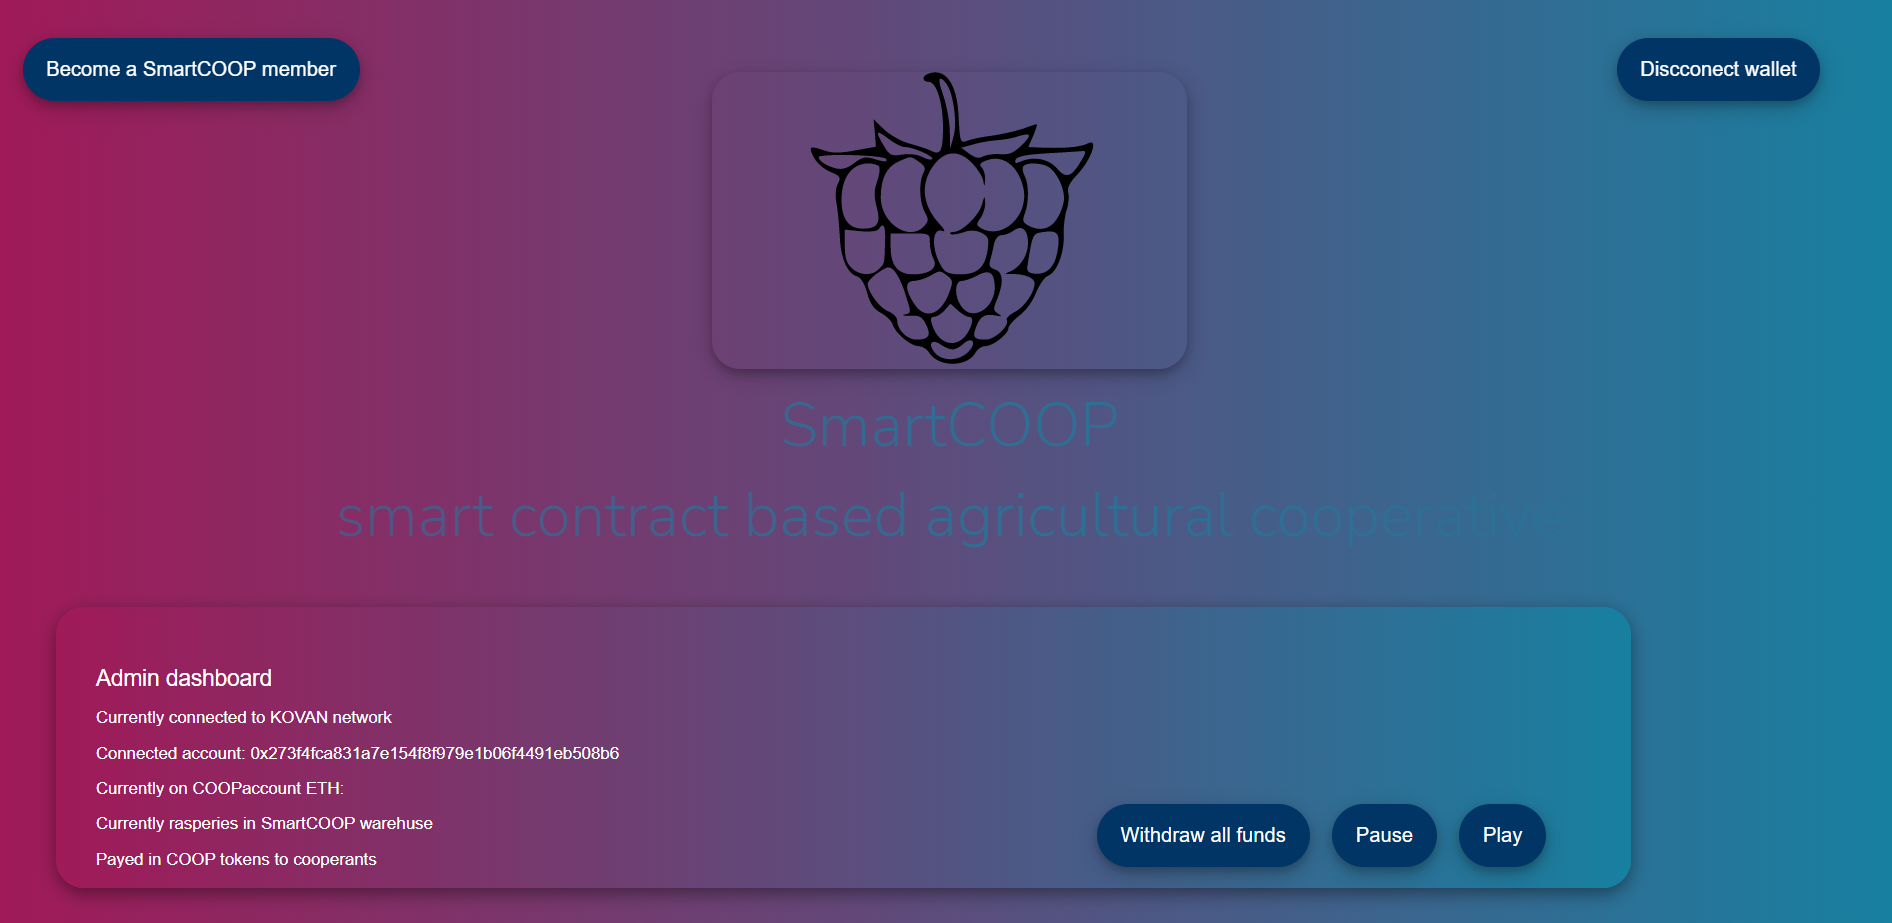 Become a SmartCOOP member
Discconect wallet
SmartCOOP
smart contract based agricultural cooperative
Admin dashboard
Currently connected to KOVAN network
Connected account: 0x273f4fca831a7e154f8f979e1b06f4491eb508b6
Currently on COOPaccount ETH:
Currently rasperies in SmartCOOP warehuse
Payed in COOP tokens to cooperants
Withdraw all funds
Pause
Play